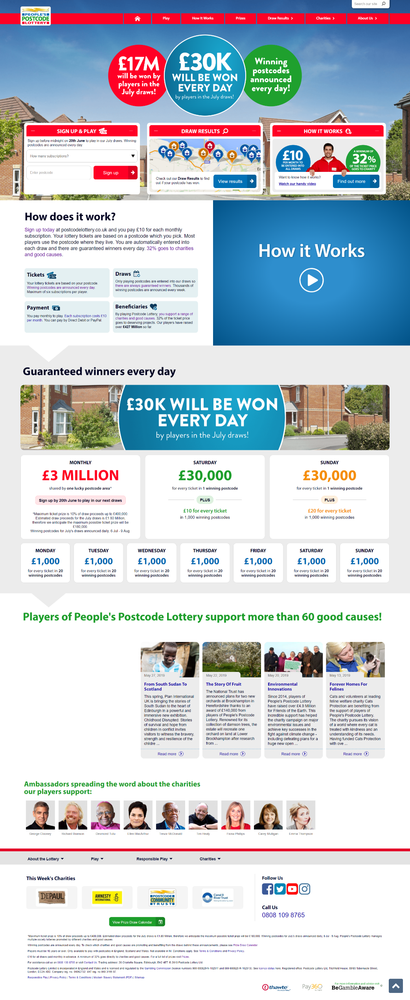 Search our site
PEOPLE'S
POSTCODE
LOTTERY
Play
How It Works
Prizes
Draw Results
Charities
About Us
£17M
will be won by
players in the
July draws!
£30K
WILL BE WON
EVERY DAY
by players in the July draws!
Winning
postcodes
announced
every day!
SIGN UP & PLAY
Sign up before midnight on 20th June to play in our July draws. Winning
postcodes are announced every day.
How many subscriptions?
Enter postcode
Sign up
DRAW RESULTS
M90
Check out our Draw Results to find
out if your postcode has won.
View results
HOW IT WORKS
£10
PER MONTH TO
BE ENTERED INTO
ALL DRAWS
A MINIMUM OF
32%
OF THE TICKET PRICE
GOES TO CHARITY
Want to know how it works?
Watch our handy video
Find out more
How does it work?
Sign up today at postcodelottery.co.uk and you pay £10 for each monthly
subscription. Your lottery tickets are based on a postcode which you pick. Most
players use the postcode where they live. You are automatically entered into
each draw and there are guaranteed winners every day. 32% goes to charities
and good causes.
Tickets
Your lottery tickets are based on your postcode.
Winning postcodes are announced every day.
Maximum of six subscriptions per player.
Draws
Only playing postcodes are entered into our draws so
there are always guaranteed winners. Thousands of
winning postcodes are announced every week.
Payment
You pay monthly to play. Each subscription costs £10
per month. You can pay by Direct Debit or PayPal.
Beneficiaries
By playing Postcode Lottery, you support a range of
charities and good causes. 32% of the ticket price
goes to deserving projects. Our players have raised
over £427 Million so far.
How it Works
Guaranteed winners every day
£30K WILL BE WON
EVERY DAY
by players in the July draws!
MONTHLY
£3 MILLION
shared by one lucky postcode area*
Sign up by 20th June to play in our next draws
*Maximum ticket prize is 10% of draw proceeds up to £400,000.
Estimated draw proceeds for the July draws is £1.80 Million,
therefore we anticipate the maximum possible ticket prize will be
£180,000.
Winning postcodes for July's draws announced daily; 6 Jul - 9 Aug.
SATURDAY
£30,000
for every ticket in 1 winning postcode
PLUS
£10 for every ticket
in 1,000 winning postcodes
SUNDAY
£30,000
for every ticket in 1 winning postcode
PLUS
£20 for every ticket
in 1,000 winning postcodes
MONDAY
£1,000
for every ticket in 20
winning postcodes
TUESDAY
£1,000
for every ticket in 20
winning postcodes
WEDNESDAY
£1,000
for every ticket in 20
winning postcodes
THURSDAY
£1,000
for every ticket in 20
winning postcodes
FRIDAY
£1,000
for every ticket in 20
winning postcodes
SATURDAY
£1,000
for every ticket in 20
winning postcodes
SUNDAY
£1,000
for every ticket in 20
winning postcodes
Players of People's Postcode Lottery support more than 60 good causes!
May 27, 2019
From South Sudan To
Scotland
This spring, Plan International
UK is bringing the stories of
South Sudan to the heart of
Edinburgh in a powerful and
immersive new exhibition.
Childhood Disrupted: Stories
of survival and hope from
children in conflict invites
visitors to witness the bravery,
strength and resilience of the
childre ...
Read more
May 22, 2019
The Story Of Fruit
The National Trust has
announced plans for two new
orchards at Brockhampton in
Herefordshire thanks to an
award of £140,000 from
players of People's Postcode
Lottery. Renowned for its
collection of damson trees, the
estate will recreate one
orchard on land at Lower
Brockhampton after research
from ...
Read more
May 20, 2019
Environmental
Innovations
Since 2014, players of
People's Postcode Lottery
have raised over £4.9 Million
for Friends of the Earth. This
incredible support has helped
the charity campaign on major
environmental issues and
achieve key successes in the
fight against climate change -
including defeating plans for a
huge new open ...
Read more
May 13, 2019
Forever Homes For
Felines
Cats and volunteers at leading
feline welfare charity Cats
Protection are benefiting from
the support of players of
People's Postcode Lottery.
The charity pursues its vision
of a world where every cat is
treated with kindness and an
understanding of its needs.
Having funded Cats Protection
with ove ...
Read more
Ambassadors spreading the word about the charities
our players support:
George Clooney
Richard Branson
Desmond Tutu
Ellen MacArthur
Trevor McDonald
Tim Healy
Fiona Phillips
Carey Mulligan
Emma Thompson
About the Lottery
Play
Responsible Play
Charities
This Week's Charities
DEPAUL
AMNESTY
INTERNATIONAL
POSTCODE
COMMUNITY
TRUST
Canal &
River Trust
Making life better by water
View Prize Draw Calendar
Follow Us
Call Us
0808 109 8765
*Maximum ticket prize is 10% of draw proceeds up to £400,000. Estimated draw proceeds for the July draws is £1.80 Million, therefore we anticipate the maximum possible ticket prize will be £180,000. Winning postcodes for July's draws announced daily; 6 Jul - 9 Aug. People's Postcode Lottery manages
multiple society lotteries promoted by different charities and good causes.
Winning postcodes are announced every day. To check which charities and good causes are promoting and benefiting from the draws behind these announcements, please see Prize Draw Calendar.
Players must be 16 years or over. Only available to play with postcodes in England, Scotland and Wales. Not available in NI. Conditions apply. See Terms & Conditions and Privacy Policy.
£10 for all draws paid monthly in advance. A minimum of 32% goes directly to charities and good causes. For a full list of prizes visit Prizes.
For assistance call us on 0808 109 8765 or visit Contact Us. Trading address: 28 Charlotte Square, Edinburgh, EH2 4ET. © 2019 Postcode Lottery Ltd.
Postcode Lottery Limited is incorporated in England and Wales and is licensed and regulated by the Gambling Commission (licence numbers 000-000829-N-102511 and 000-000829-R-102513). See licence status here. Registered office: Postcode Lottery Ltd, Titchfield House, 69/85 Tabernacle Street,
London, EC2A 4BD. Company reg. no. 04862732. VAT reg. no 848 3165 07.
Responsible Play | Privacy Policy | Terms & Conditions | Modern Slavery Statement (PDF) | Sitemap
thawte
Pay360
by Capita
For more information and advice visit
BeGambleAware